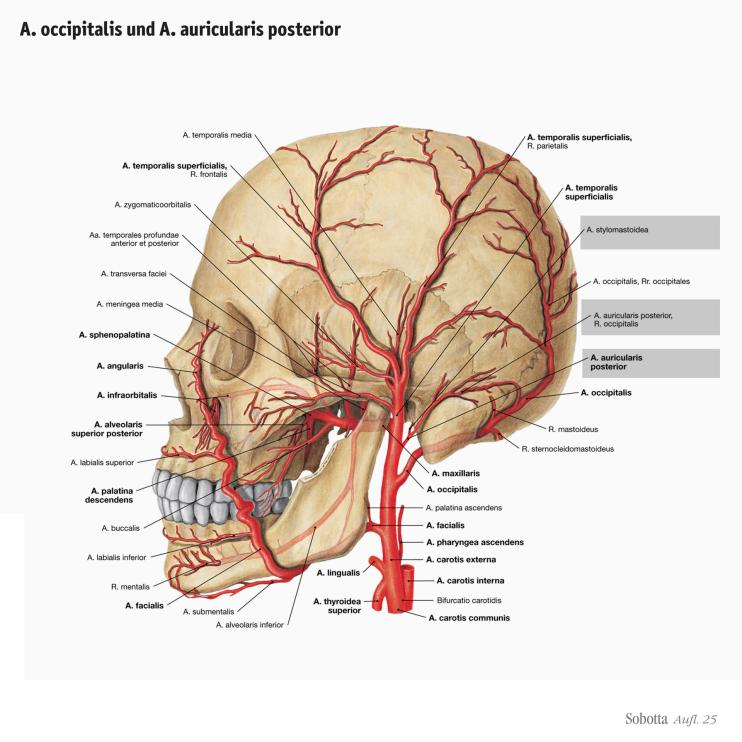 A. occipitalis und A. auricularis posterior
A. temporalis media
A. temporalis superficialis,
R. frontalis
A. zygomaticoorbitalis
Aa. temporales profundae
anterior et posterior
A. transversa faciei
A. meningea media
A. sphenopalatina
A. angularis
A. infraorbitalis
A. alveolaris
superior posterior
A. labialis superior
A. palatina
descendens
A. buccalis
A. labialis inferior
R. mentalis
A. facialis
A. submentalis
A. alveolaris inferior
A. lingualis
A. thyroidea
superior
A. temporalis superficialis,
R. parietalis
A. temporalis
superficialis
A. stylomastoidea
A. occipitalis, Rr. occipitales
A. auricularis posterior,
R. occipitalis
A. auricularis
posterior
A. occipitalis
R. mastoideus
R. sternocleidomastoideus
A. maxillaris
A. occipitalis
A. palatina ascendens
A. facialis
A. pharyngea ascendens
A. carotis externa
A. carotis interna
Bifurcatio carotidis
A. carotis communis
Sobotta Aufl. 25